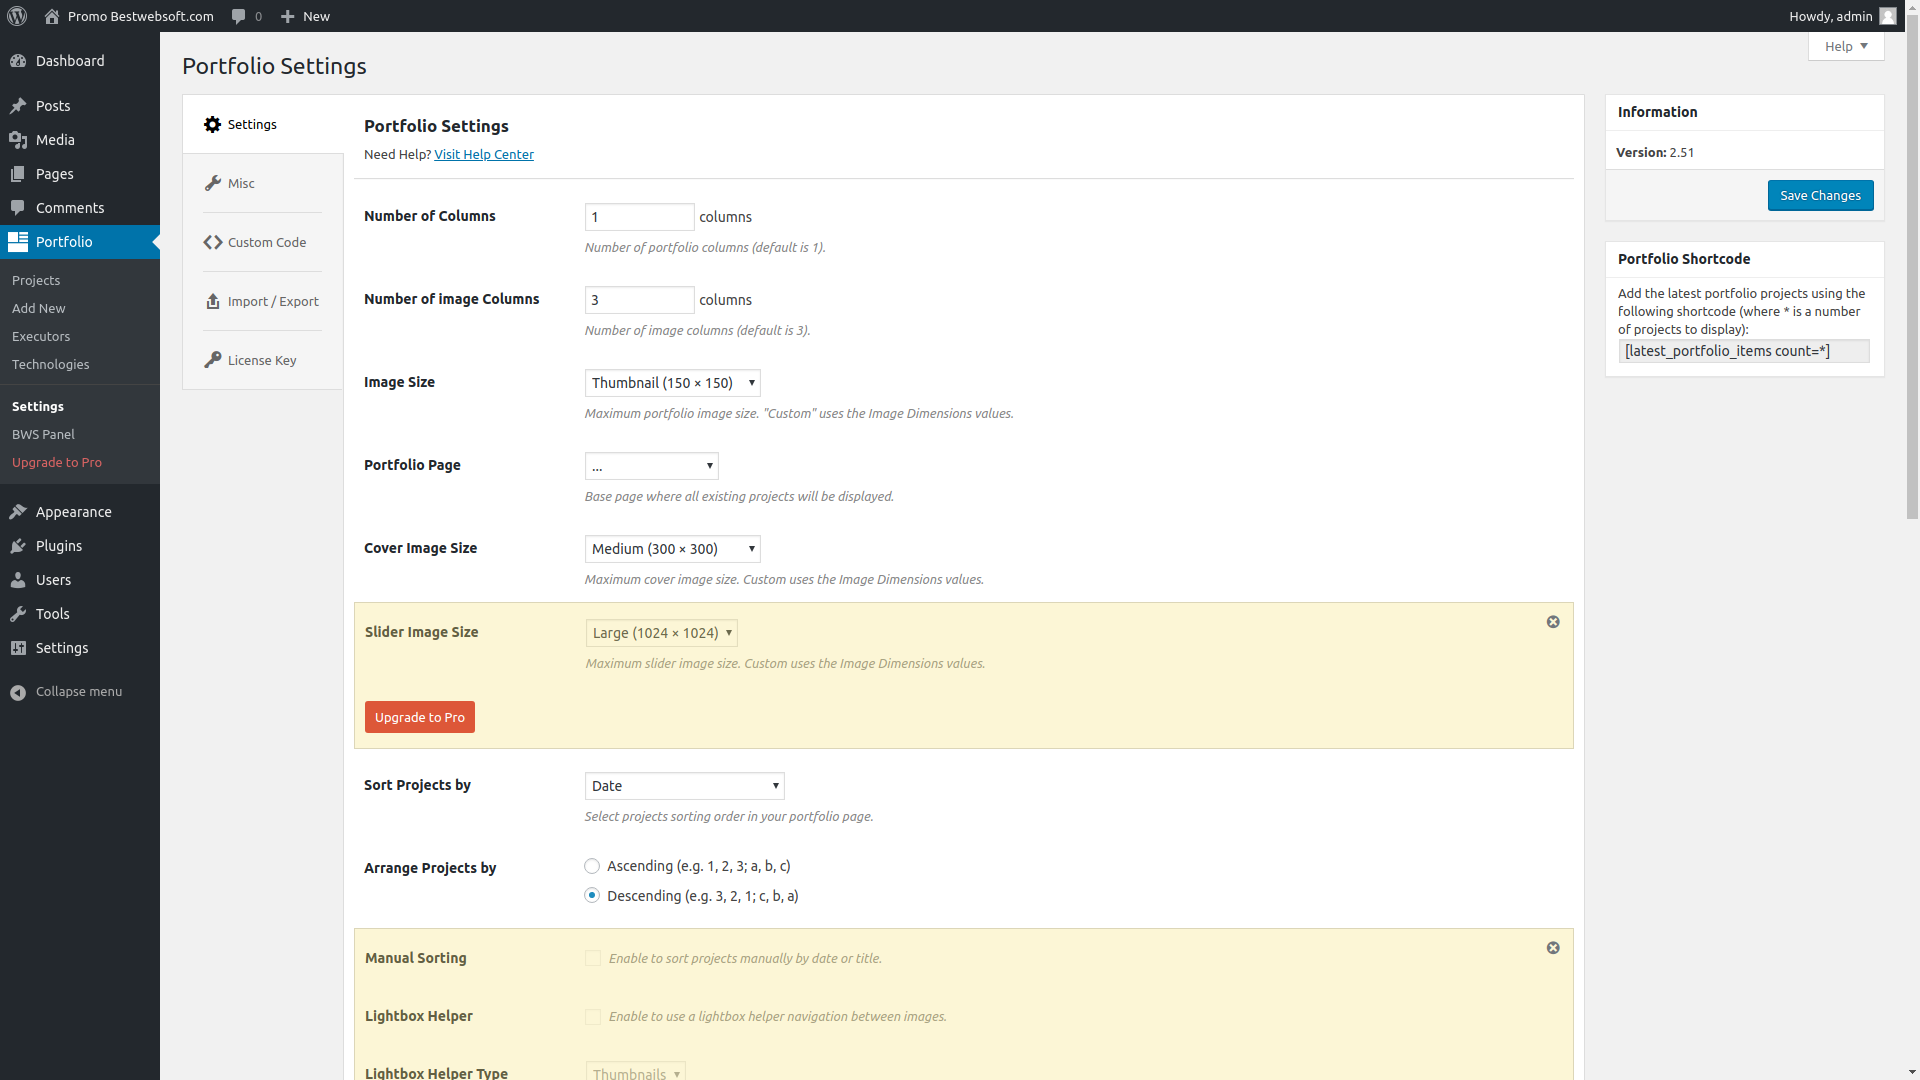 Promo Bestwebsoft.com
0
New
Howdy, admin
Help
Dashboard
Posts
Media
Pages
Comments
Portfolio
Projects
Add New
Executors
Technologies
Settings
BWS Panel
Upgrade to Pro
Appearance
Plugins
Users
Tools
Settings
Collapse menu
Portfolio Settings
Settings
Misc
Custom Code
Import / Export
License Key
Portfolio Settings
Need Help? Visit Help Center
Number of Columns
1 columns
Number of portfolio columns (default is 1).
Number of image Columns
3 columns
Number of image columns (default is 3).
Image Size
Thumbnail (150 × 150)
Maximum portfolio image size. "Custom" uses the Image Dimensions values.
Portfolio Page
...
Base page where all existing projects will be displayed.
Cover Image Size
Medium (300 × 300)
Maximum cover image size. Custom uses the Image Dimensions values.
Slider Image Size
Large (1024 × 1024)
Maximum slider image size. Custom uses the Image Dimensions values.
Upgrade to Pro
Sort Projects by
Date
Select projects sorting order in your portfolio page.
Arrange Projects by
Ascending (e.g. 1, 2, 3; a, b, c)
Descending (e.g. 3, 2, 1; c, b, a)
Manual Sorting
Enable to sort projects manually by date or title.
Lightbox Helper
Enable to use a lightbox helper navigation between images.
Lightbox Helper Type
Thumbnails
Information
Version: 2.51
Save Changes
Portfolio Shortcode
Add the latest portfolio projects using the
following shortcode (where * is a number
of projects to display):
[latest_portfolio_items count=*]